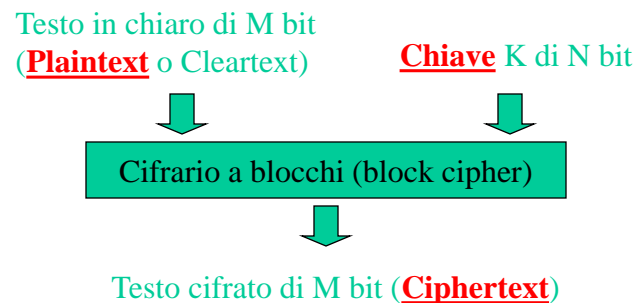 Testo in chiaro di M bit
(Plaintext o Cleartext)
Chiave K di N bit
Cifrario a blocchi (block cipher)
Testo cifrato di M bit (Ciphertext)